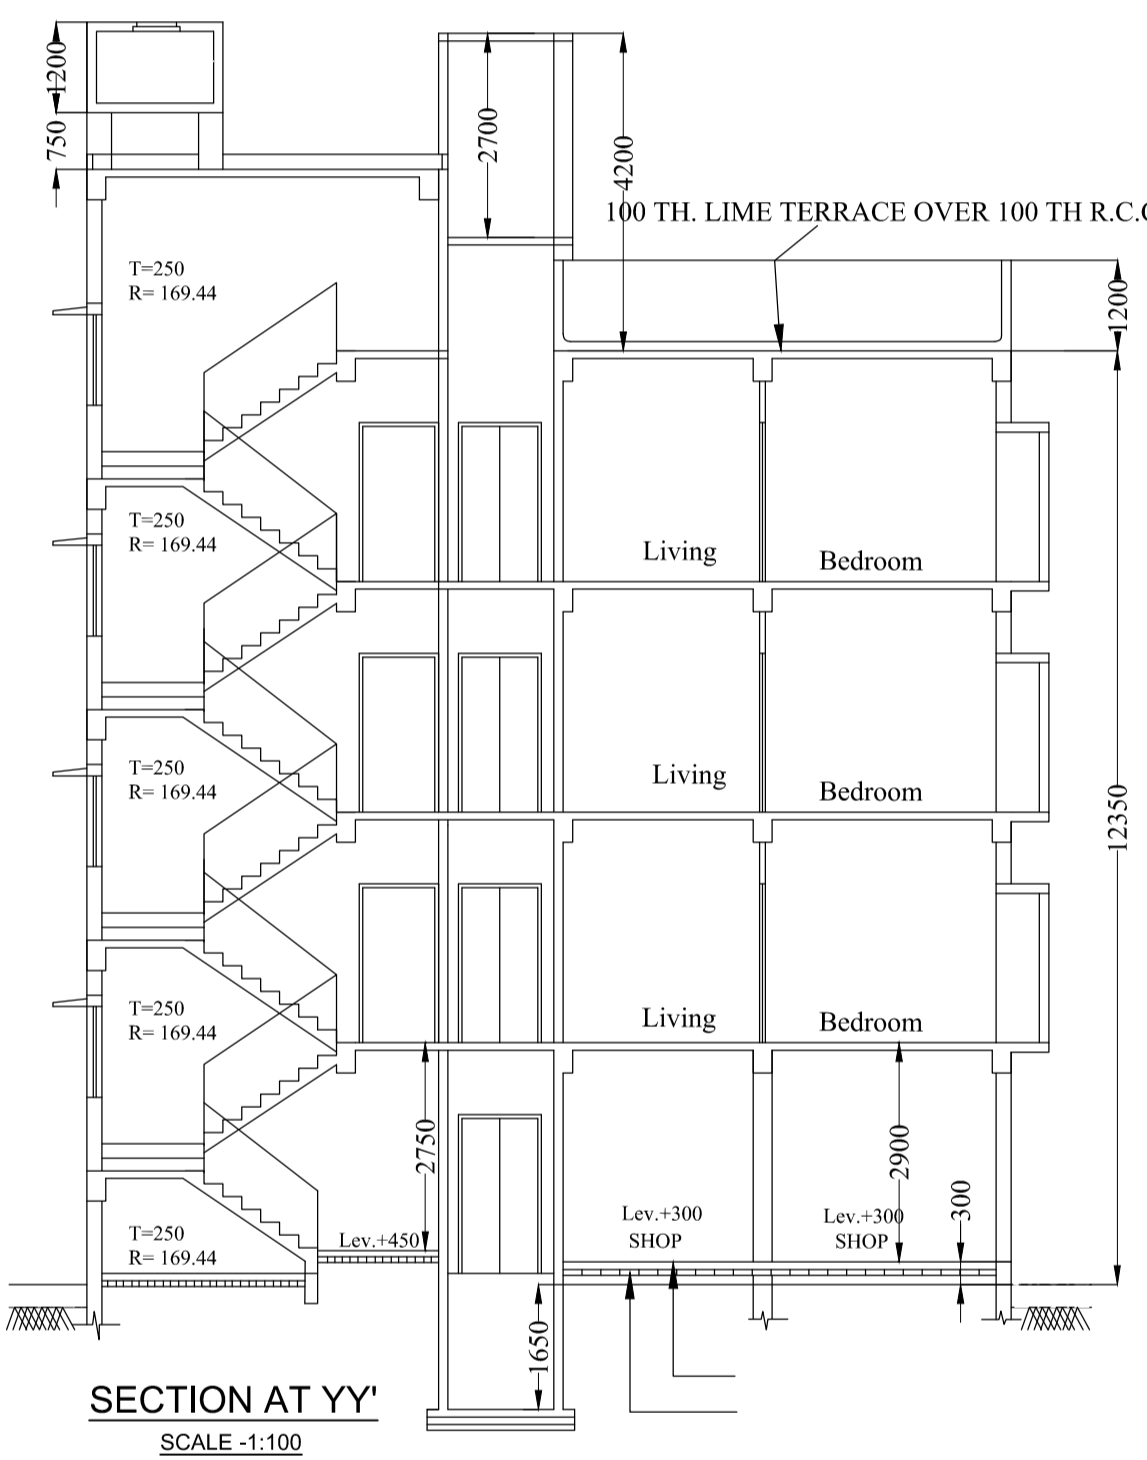 1200
750
2700
4200
100 TH. LIME TERRACE OVER 100 TH R.C.C
1200
T=250
R= 169.44
T=250
R= 169.44
Living
Bedroom
T=250
R= 169.44
Living
Bedroom
12350
T=250
R= 169.44
Living
Bedroom
2750
2900
300
Lev.+300
SHOP
Lev.+300
SHOP
T=250
R= 169.44
Lev.+450
1650
SECTION AT YY'
SCALE -1:100